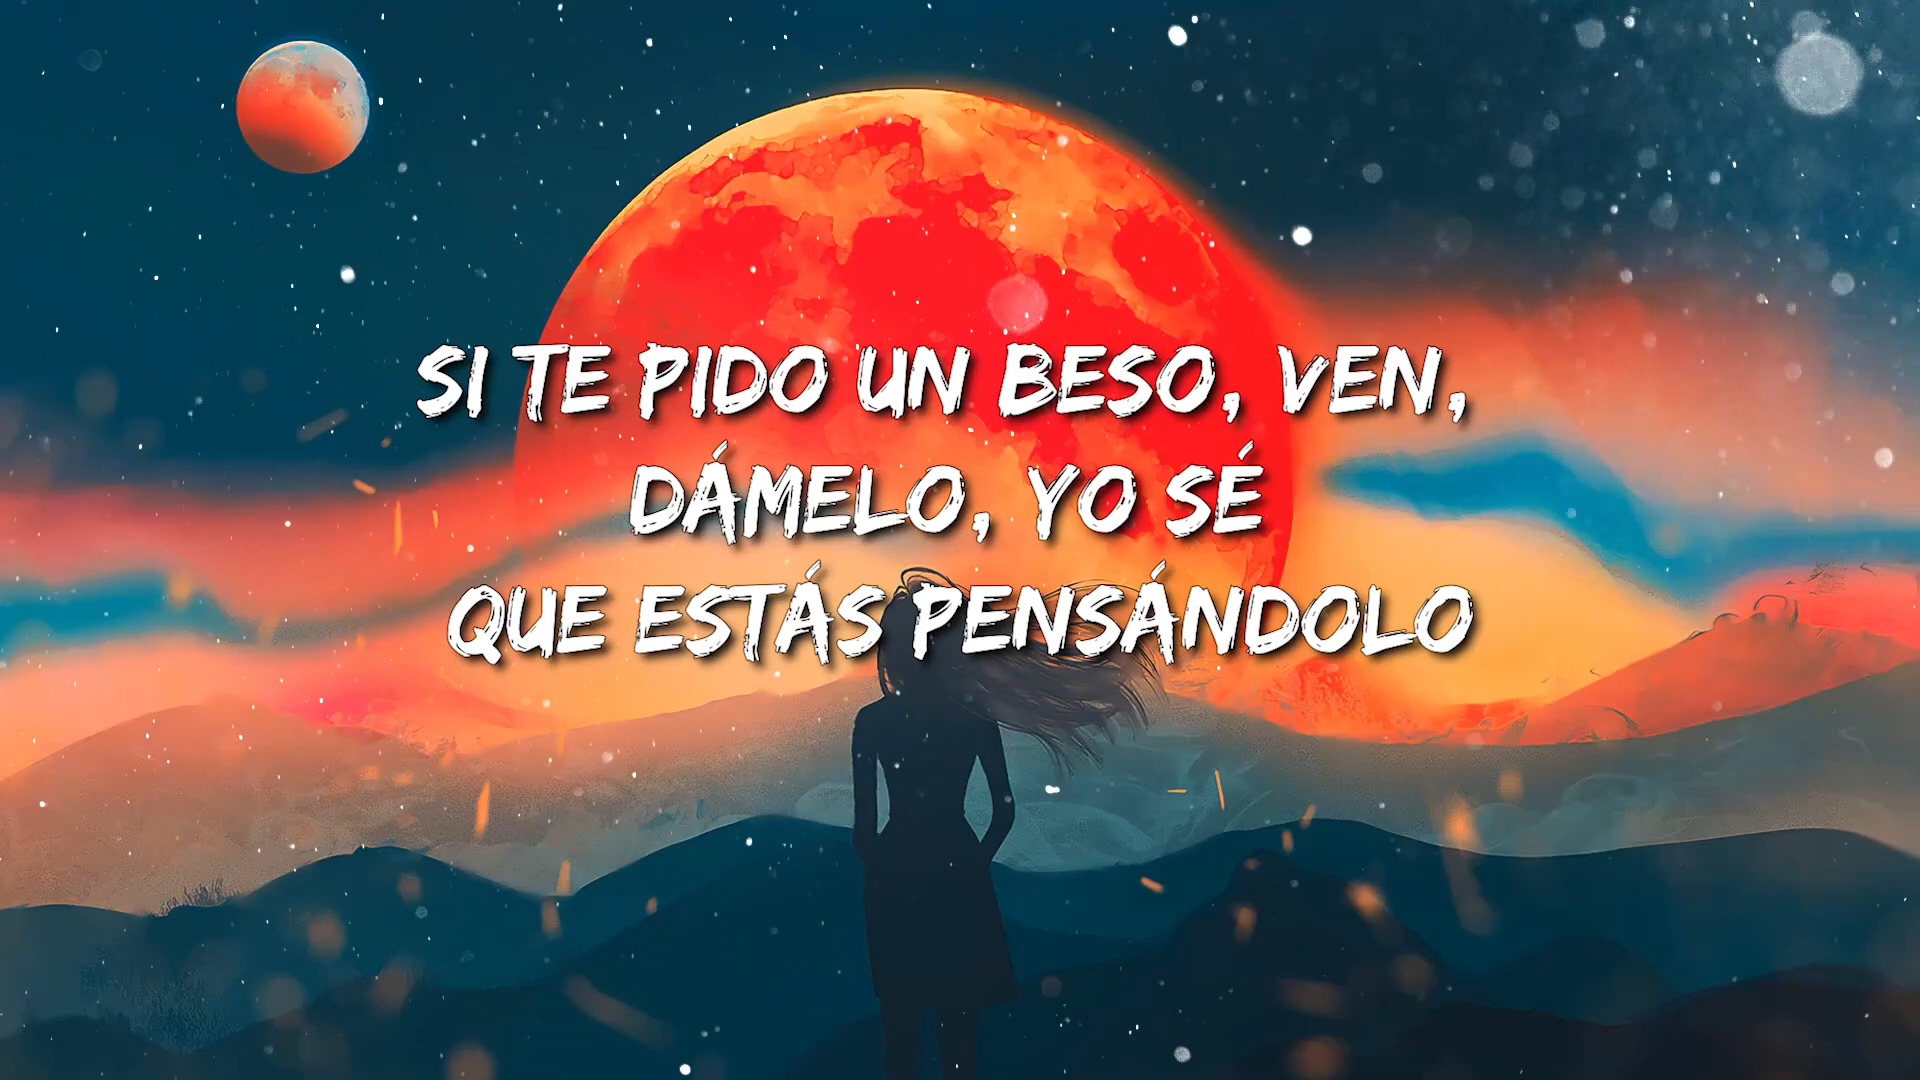 SI TE PIDO UN BESO, VEN,
DÁMELO, YO SÉ
QUE ESTÁS PENSÁNDOLO